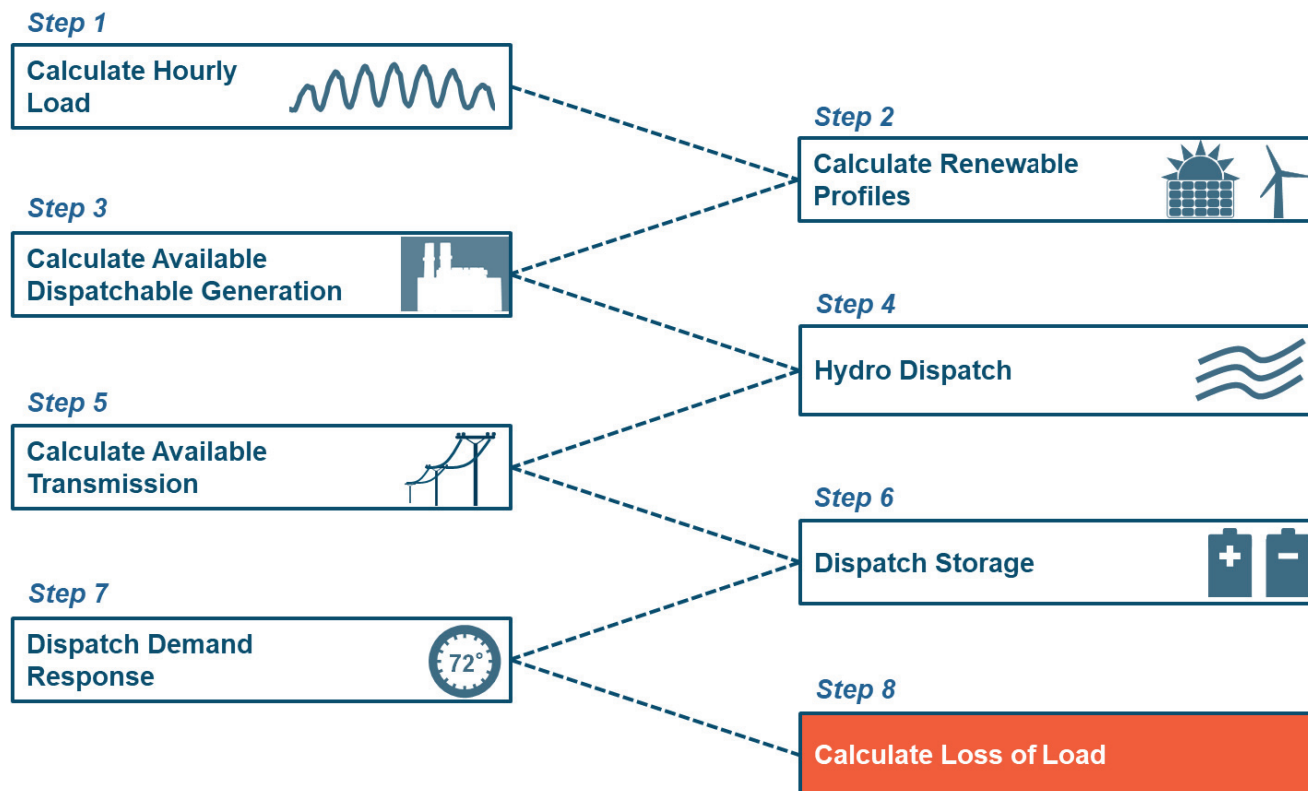 Step 1
Calculate Hourly
Load
Step 2
Calculate Renewable
Profiles
Step 3
Calculate Available
Dispatchable Generation
Step 4
Hydro Dispatch
Step 5
Calculate Available
Transmission
Step 6
Dispatch Storage
Step 7
Dispatch Demand
Response
72°
Step 8
Calculate Loss of Load